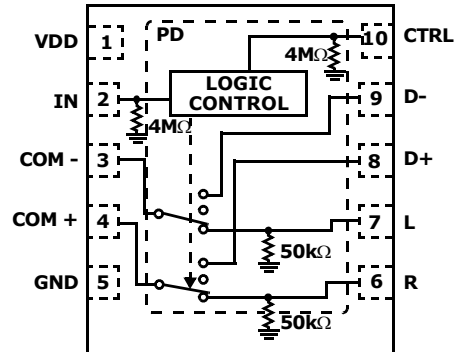 VDD 1 PD 10 CTRL
4MΩ
LOGIC
CONTROL
IN 2 9 D-
4MΩ
COM - 3 8 D+
COM + 4 7 L
50kΩ
GND 5 6 R
50kΩ